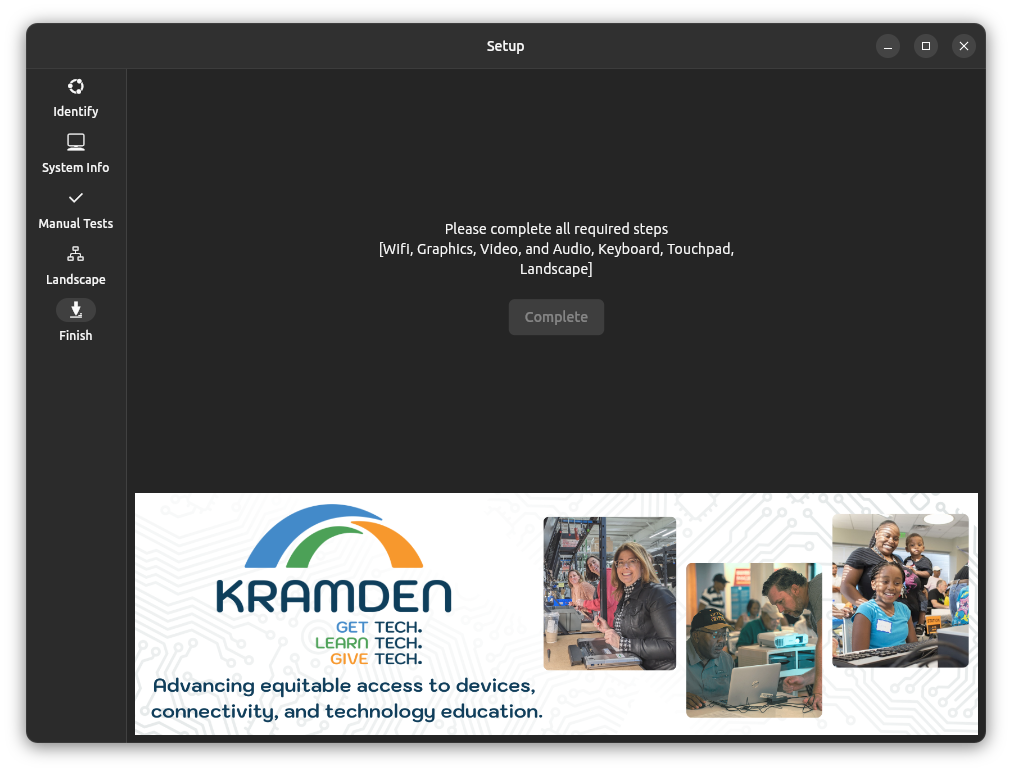 Setup
Identify
System Info
Manual Tests
Landscape
Finish
Please complete all required steps
[Wifi, Graphics, Video, and Audio, Keyboard, Touchpad,
Landscape]
Complete
KRAMDEN
GET TECH.
LEARN TECH.
GIVE TECH.
Advancing equitable access to devices,
connectivity, and technology education.